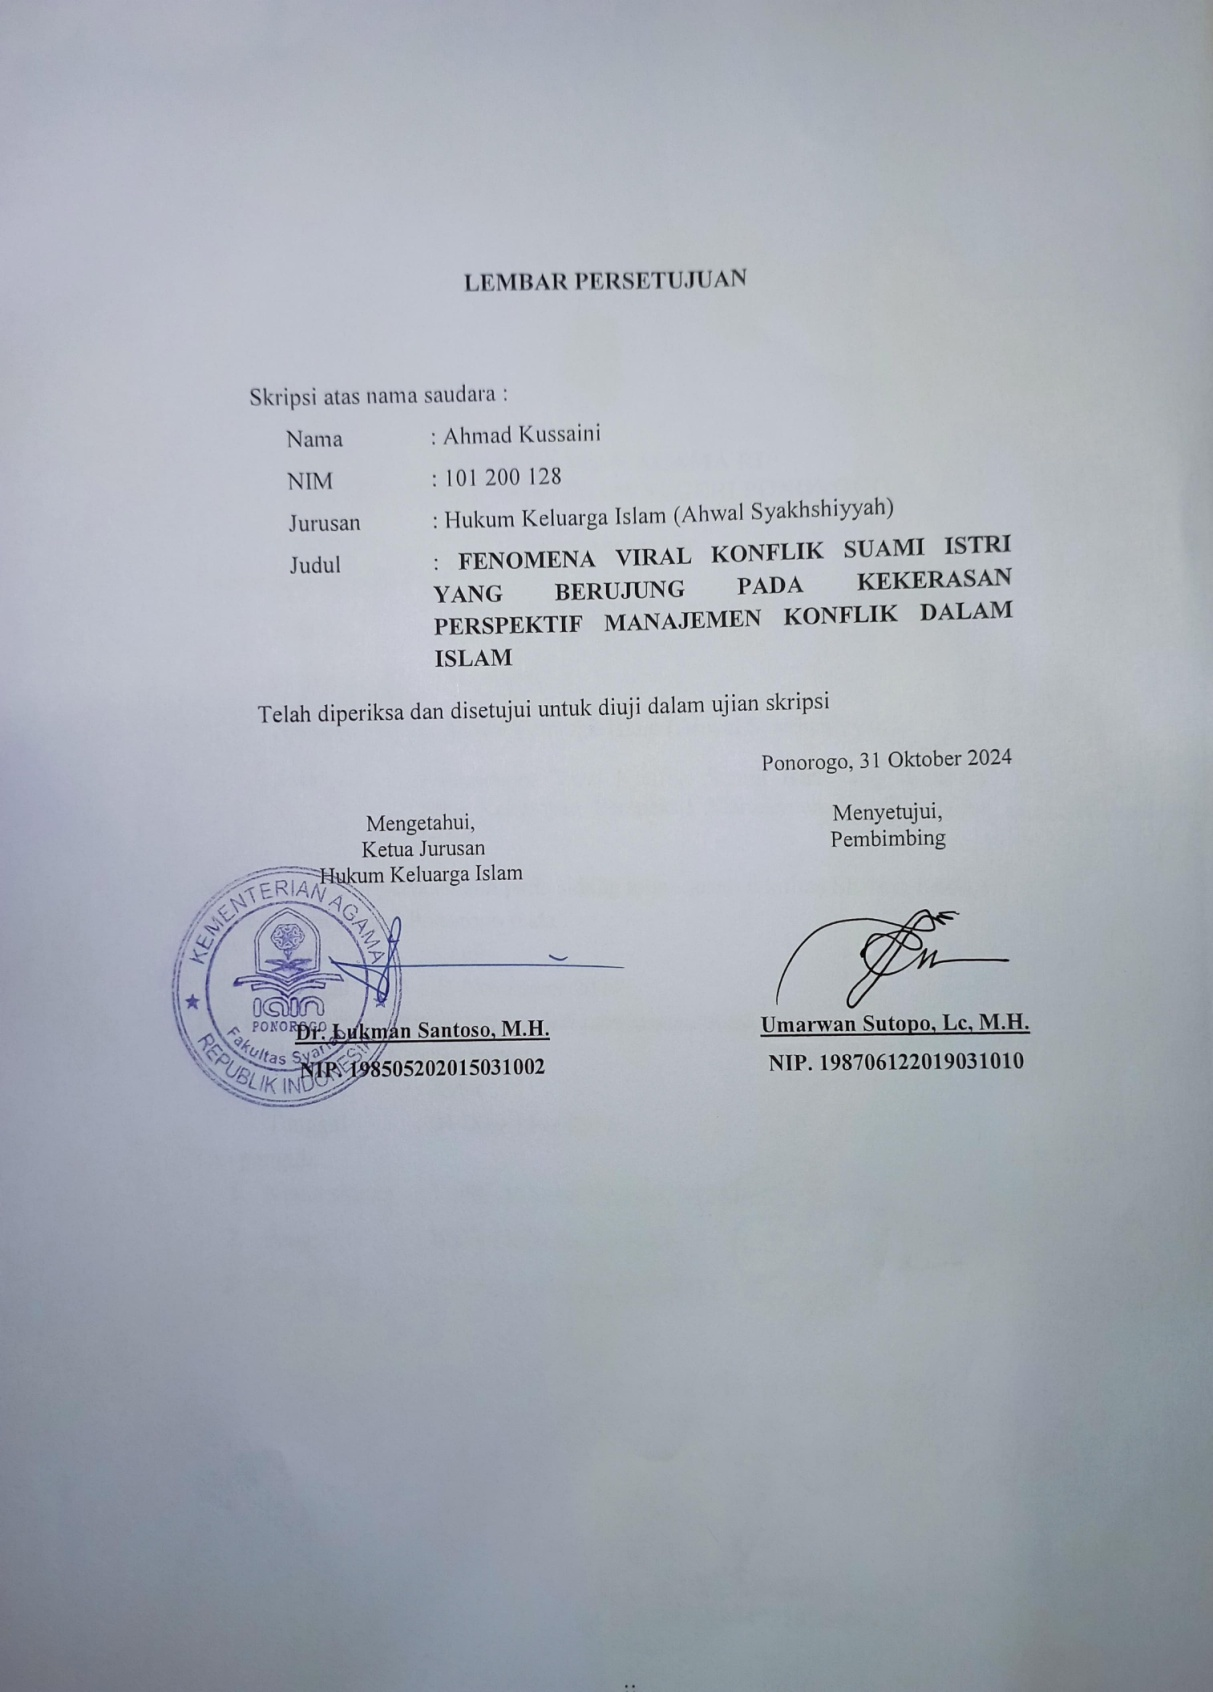 LEMBAR PERSETUJUAN
Skripsi atas nama saudara :
Nama : Ahmad Kussaini
NIM : 101 200 128
Jurusan : Hukum Keluarga Islam (Ahwal Syakhshiyyah)
Judul : FENOMENA VIRAL KONFLIK SUAMI ISTRI
YANG BERUJUNG PADA KEKERASAN
PERSPEKTIF MANAJEMEN KONFLIK DALAM
ISLAM
Telah diperiksa dan disetujui untuk diuji dalam ujian skripsi
Ponorogo, 31 Oktober 2024
Mengetahui,
Ketua Jurusan
Hukum Keluarga Islam
KEMENTERIAN AGAMA
iain
PONOROGO
Fakultas Syariah
REPUBLIK INDONESIA
Dr. Lukman Santoso, M.H.
NIP. 198505202015031002
Menyetujui,
Pembimbing
Umarwan Sutopo, Lc, M.H.
NIP. 198706122019031010